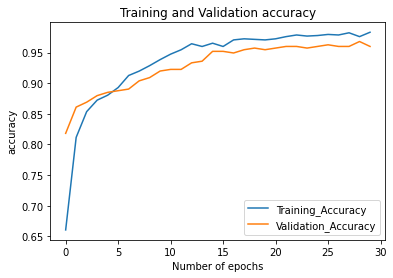 Training and Validation accuracy
accuracy
0.95
0.90
0.85
0.80
0.75
0.70
0.65
Training_Accuracy
Validation_Accuracy
0 5 10 15 20 25 30
Number of epochs